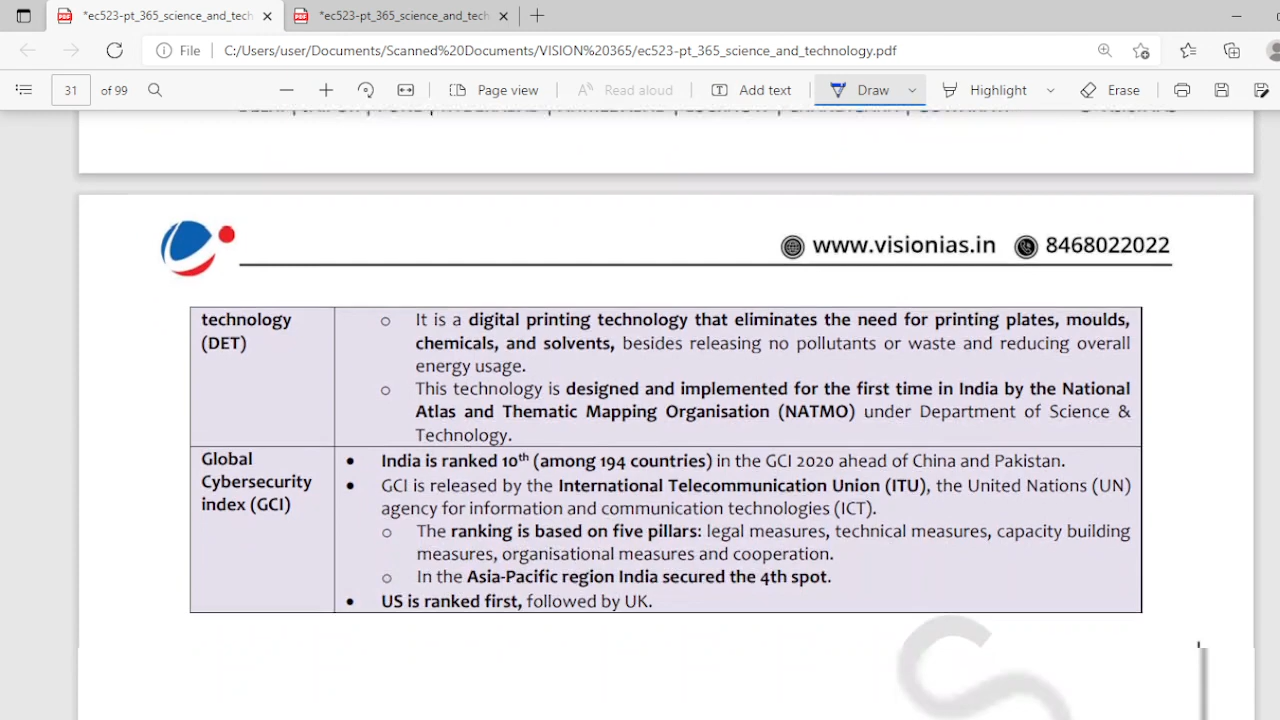 *ec523-pt_365_science_and_tech
*ec523-pt_365_science_and_tech
File
C:/Users/user/Documents/Scanned%20Documents/VISION%20365/ec523-pt_365_science_and_technology.pdf
31 of 99
Page view
Read aloud
Add text
Draw
Highlight
Erase
www.visionias.in 8468022022
technology
(DET)
o It is a digital printing technology that eliminates the need for printing plates, moulds,
chemicals, and solvents, besides releasing no pollutants or waste and reducing overall
energy usage.
o This technology is designed and implemented for the first time in India by the National
Atlas and Thematic Mapping Organisation (NATMO) under Department of Science &
Technology.
Global
Cybersecurity
index (GCI)
• India is ranked 10th (among 194 countries) in the GCI 2020 ahead of China and Pakistan.
• GCI is released by the International Telecommunication Union (ITU), the United Nations (UN)
agency for information and communication technologies (ICT).
o The ranking is based on five pillars: legal measures, technical measures, capacity building
measures, organisational measures and cooperation.
o In the Asia-Pacific region India secured the 4th spot.
• US is ranked first, followed by UK.